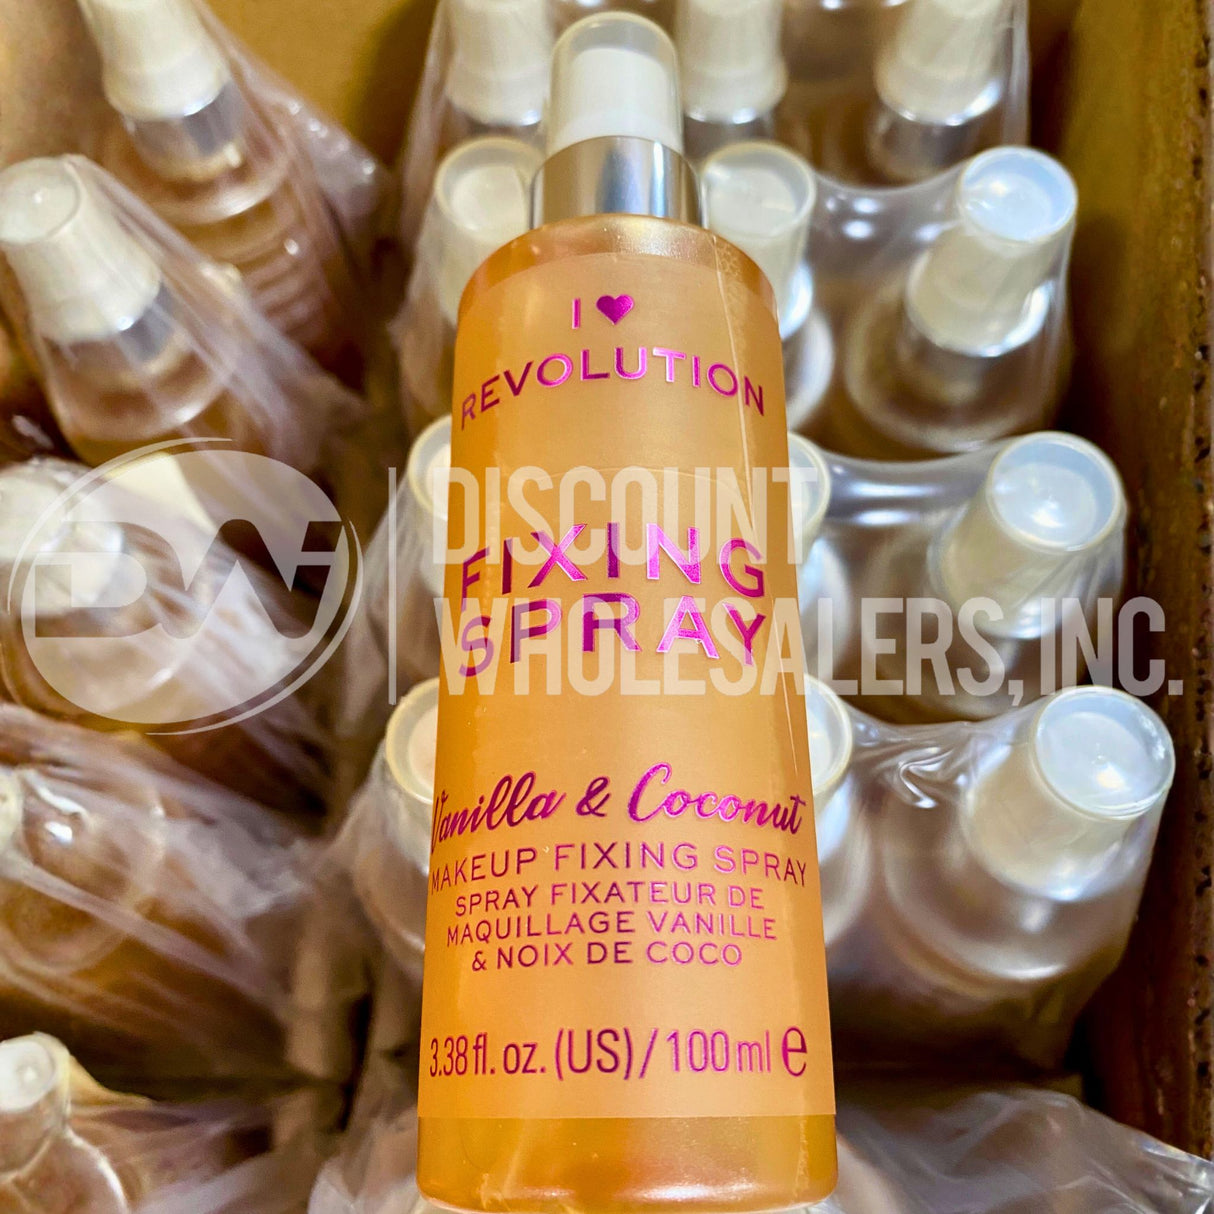 I ♥
REVOLUTION
FIXING
SPRAY
Vanilla & Coconut
MAKEUP FIXING SPRAY
SPRAY FIXATEUR DE
MAQUILLAGE VANILLE
& NOIX DE COCO
3.38 fl. oz. (US) / 100 ml e
DWi
DISCOUNT
WHOLESALERS, INC.